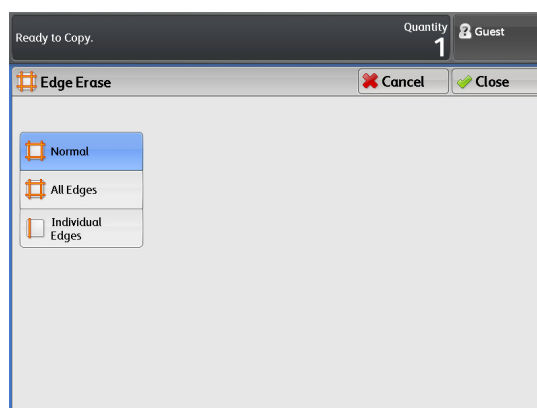 Ready to Copy.
Quantity
1
Guest
Edge Erase
Cancel
Close
Normal
All Edges
Individual
Edges